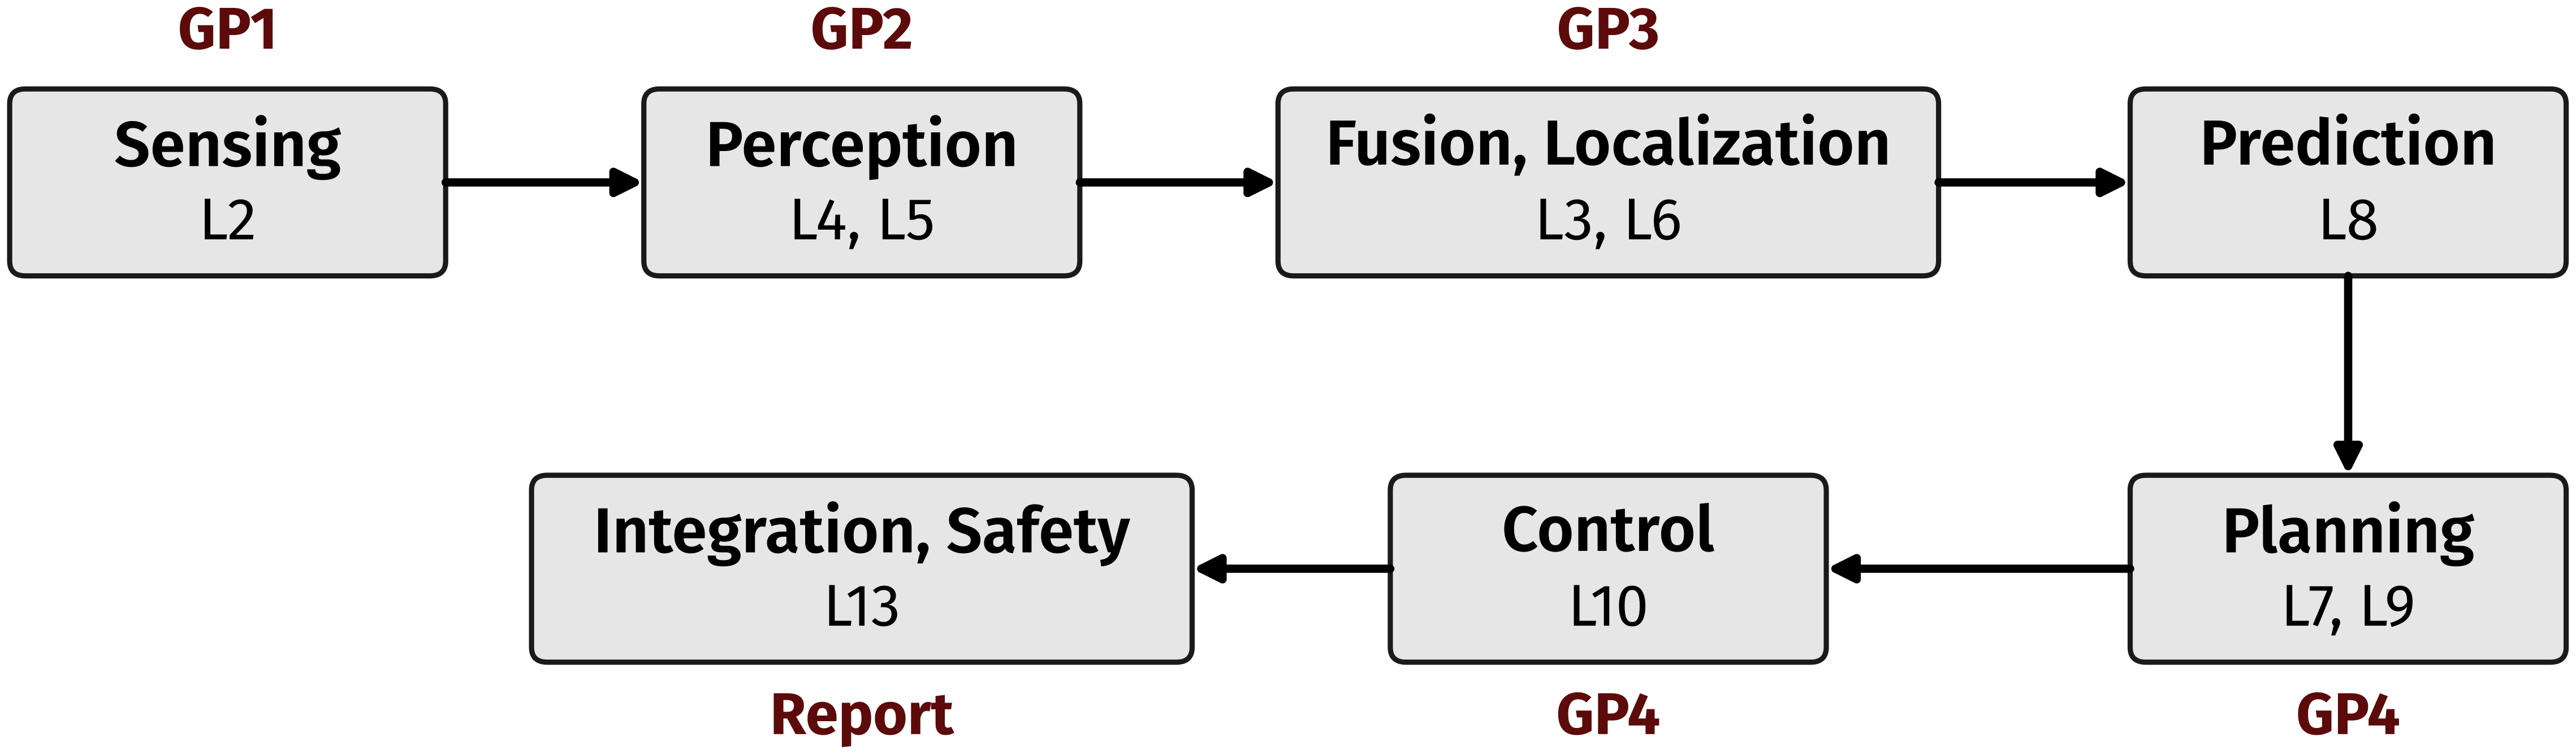 GP1
GP2
GP3
Sensing
L2
Perception
L4, L5
Fusion, Localization
L3, L6
Prediction
L8
Planning
L7, L9
GP4
Control
L10
GP4
Integration, Safety
L13
Report